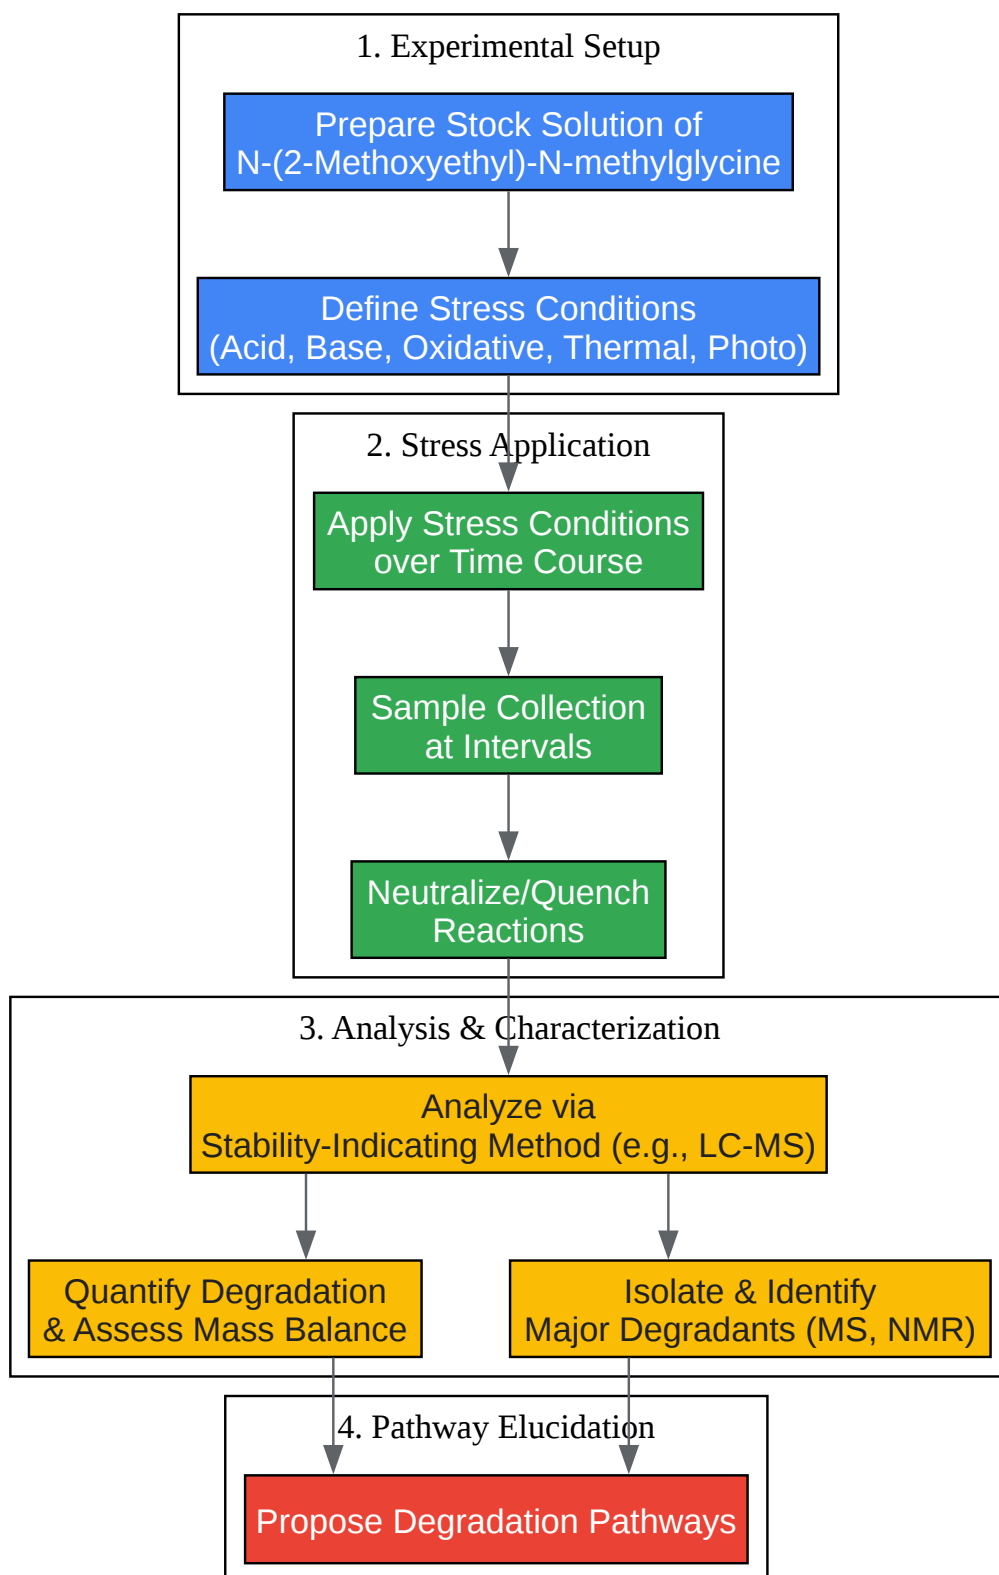 1. Experimental Setup
Prepare Stock Solution of
N-(2-Methoxyethyl)-N-methylglycine
Define Stress Conditions
(Acid, Base, Oxidative, Thermal, Photo)
2. Stress Application
Apply Stress Conditions
over Time Course
Sample Collection
at Intervals
Neutralize/Quench
Reactions
3. Analysis & Characterization
Analyze via
Stability-Indicating Method (e.g., LC-MS)
Quantify Degradation
& Assess Mass Balance
Isolate & Identify
Major Degradants (MS, NMR)
4. Pathway Elucidation
Propose Degradation Pathways